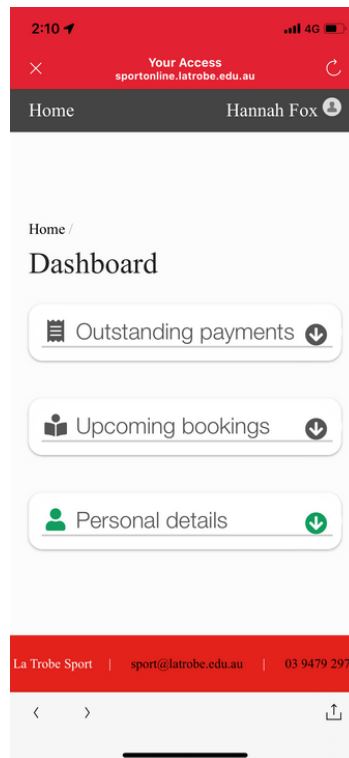 2:10
4G
Your Access
sportonline.latrobe.edu.au
Home
Hannah Fox
Home /
Dashboard
Outstanding payments
Upcoming bookings
Personal details
La Trobe Sport | sport@latrobe.edu.au | 03 9479 297